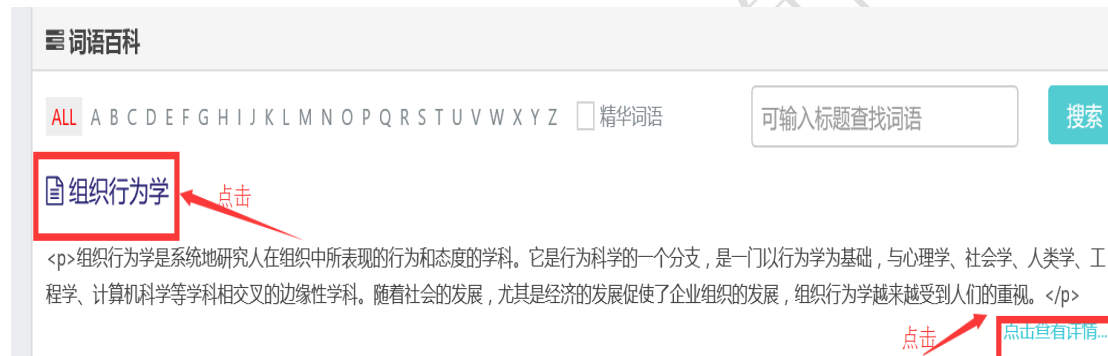 词语百科
ALL A B C D E F G H I J K L M N O P Q R S T U V W X Y Z 精华词语 可输入标题查找词语 搜索
组织行为学 点击
<p>组织行为学是系统地研究人在组织中所表现的行为和态度的学科。它是行为科学的一个分支，是一门以行为学为基础，与心理学、社会学、人类学、工
程学、计算机科学等学科相交叉的边缘性学科。随着社会的发展，尤其是经济的发展促使了企业组织的发展，组织行为学越来越受到人们的重视。</p>
点击 点击查看详情...